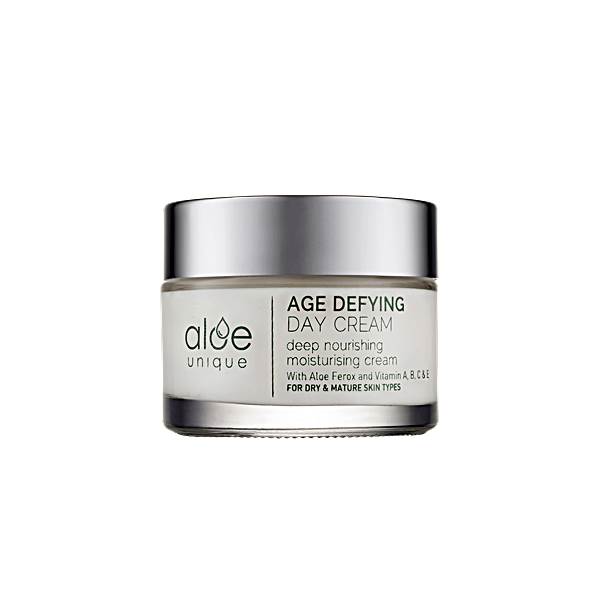 aloe
unique
AGE DEFYING
DAY CREAM
deep nourishing
moisturising cream
With Aloe Ferox and Vitamin A, B, C & E
FOR DRY & MATURE SKIN TYPES